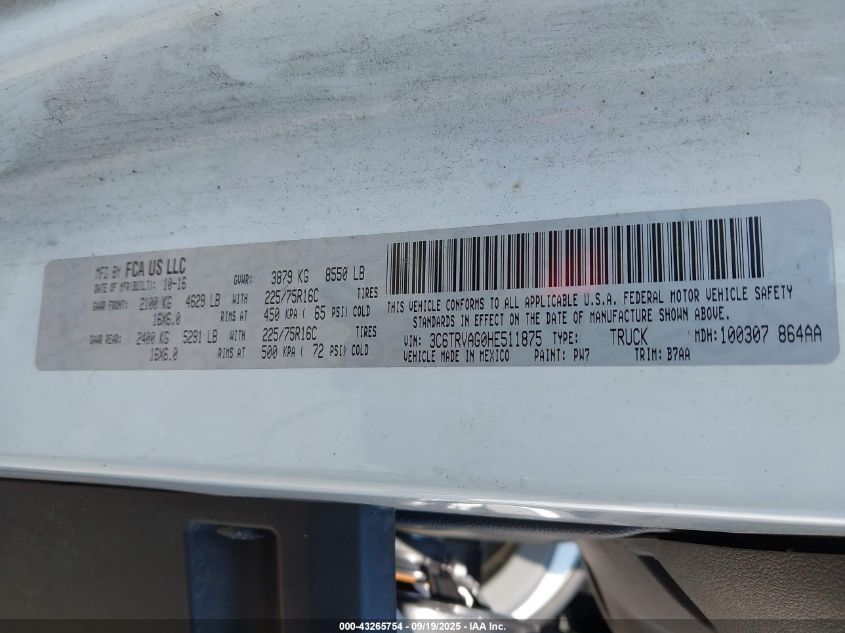 MFD BY FCA US LLC
DATE OF MFR(BUILT): 10-16 GVWR: 3879 KG 8550 LB
GAWR FRONT: 2100 KG 4629 LB WITH 225/75R16C TIRES
16X6.0 RIMS AT 450 KPA ( 65 PSI) COLD
GAWR REAR: 2400 KG 5291 LB WITH 225/75R16C TIRES
16X6.0 RIMS AT 500 KPA ( 72 PSI) COLD
THIS VEHICLE CONFORMS TO ALL APPLICABLE U.S.A. FEDERAL MOTOR VEHICLE SAFETY
STANDARDS IN EFFECT ON THE DATE OF MANUFACTURE SHOWN ABOVE.
VIN: 3C6TRVAG0HE511875 TYPE: TRUCK MDH:100307 864AA
VEHICLE MADE IN MEXICO PAINT: PW7 TRIM: B7AA
000-43265754 - 09/19/2025 - IAA Inc.